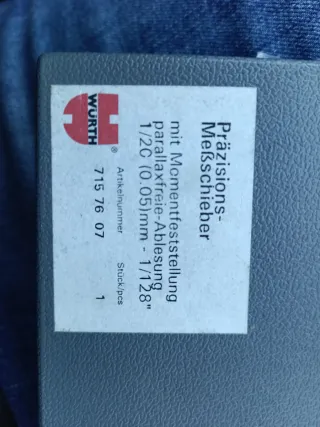 Präzisions-
Meßschieber
mit Momentfeststellung
parallaxfreie-Ablesung
1/20 (0.05)mm - 1/128"
WÜRTH®
Artikelnummer Stück/pcs
715 76 07 1